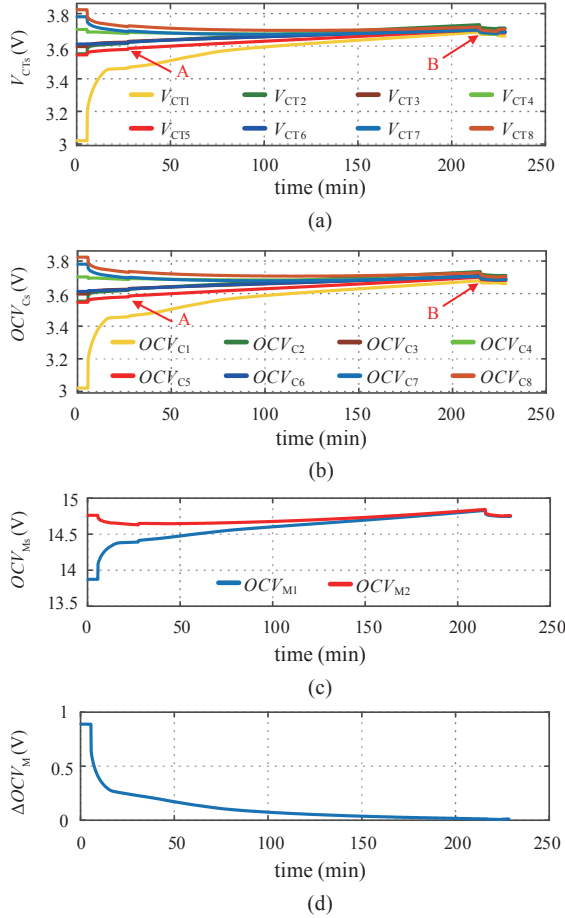 3.8
3.6
3.4
3.2
3
V_CTs (V)
A
B
V_CT1 V_CT2 V_CT3 V_CT4
V_CT5 V_CT6 V_CT7 V_CT8
0 50 100 150 200 250
time (min)
(a)
3.8
3.6
3.4
3.2
3
OCV_Cs (V)
A
B
OCV_C1 OCV_C2 OCV_C3 OCV_C4
OCV_C5 OCV_C6 OCV_C7 OCV_C8
0 50 100 150 200 250
time (min)
(b)
15
14.5
14
13.5
OCV_Ms (V)
OCV_M1 OCV_M2
0 50 100 150 200 250
time (min)
(c)
1
0.5
0
ΔOCV_M (V)
0 50 100 150 200 250
time (min)
(d)